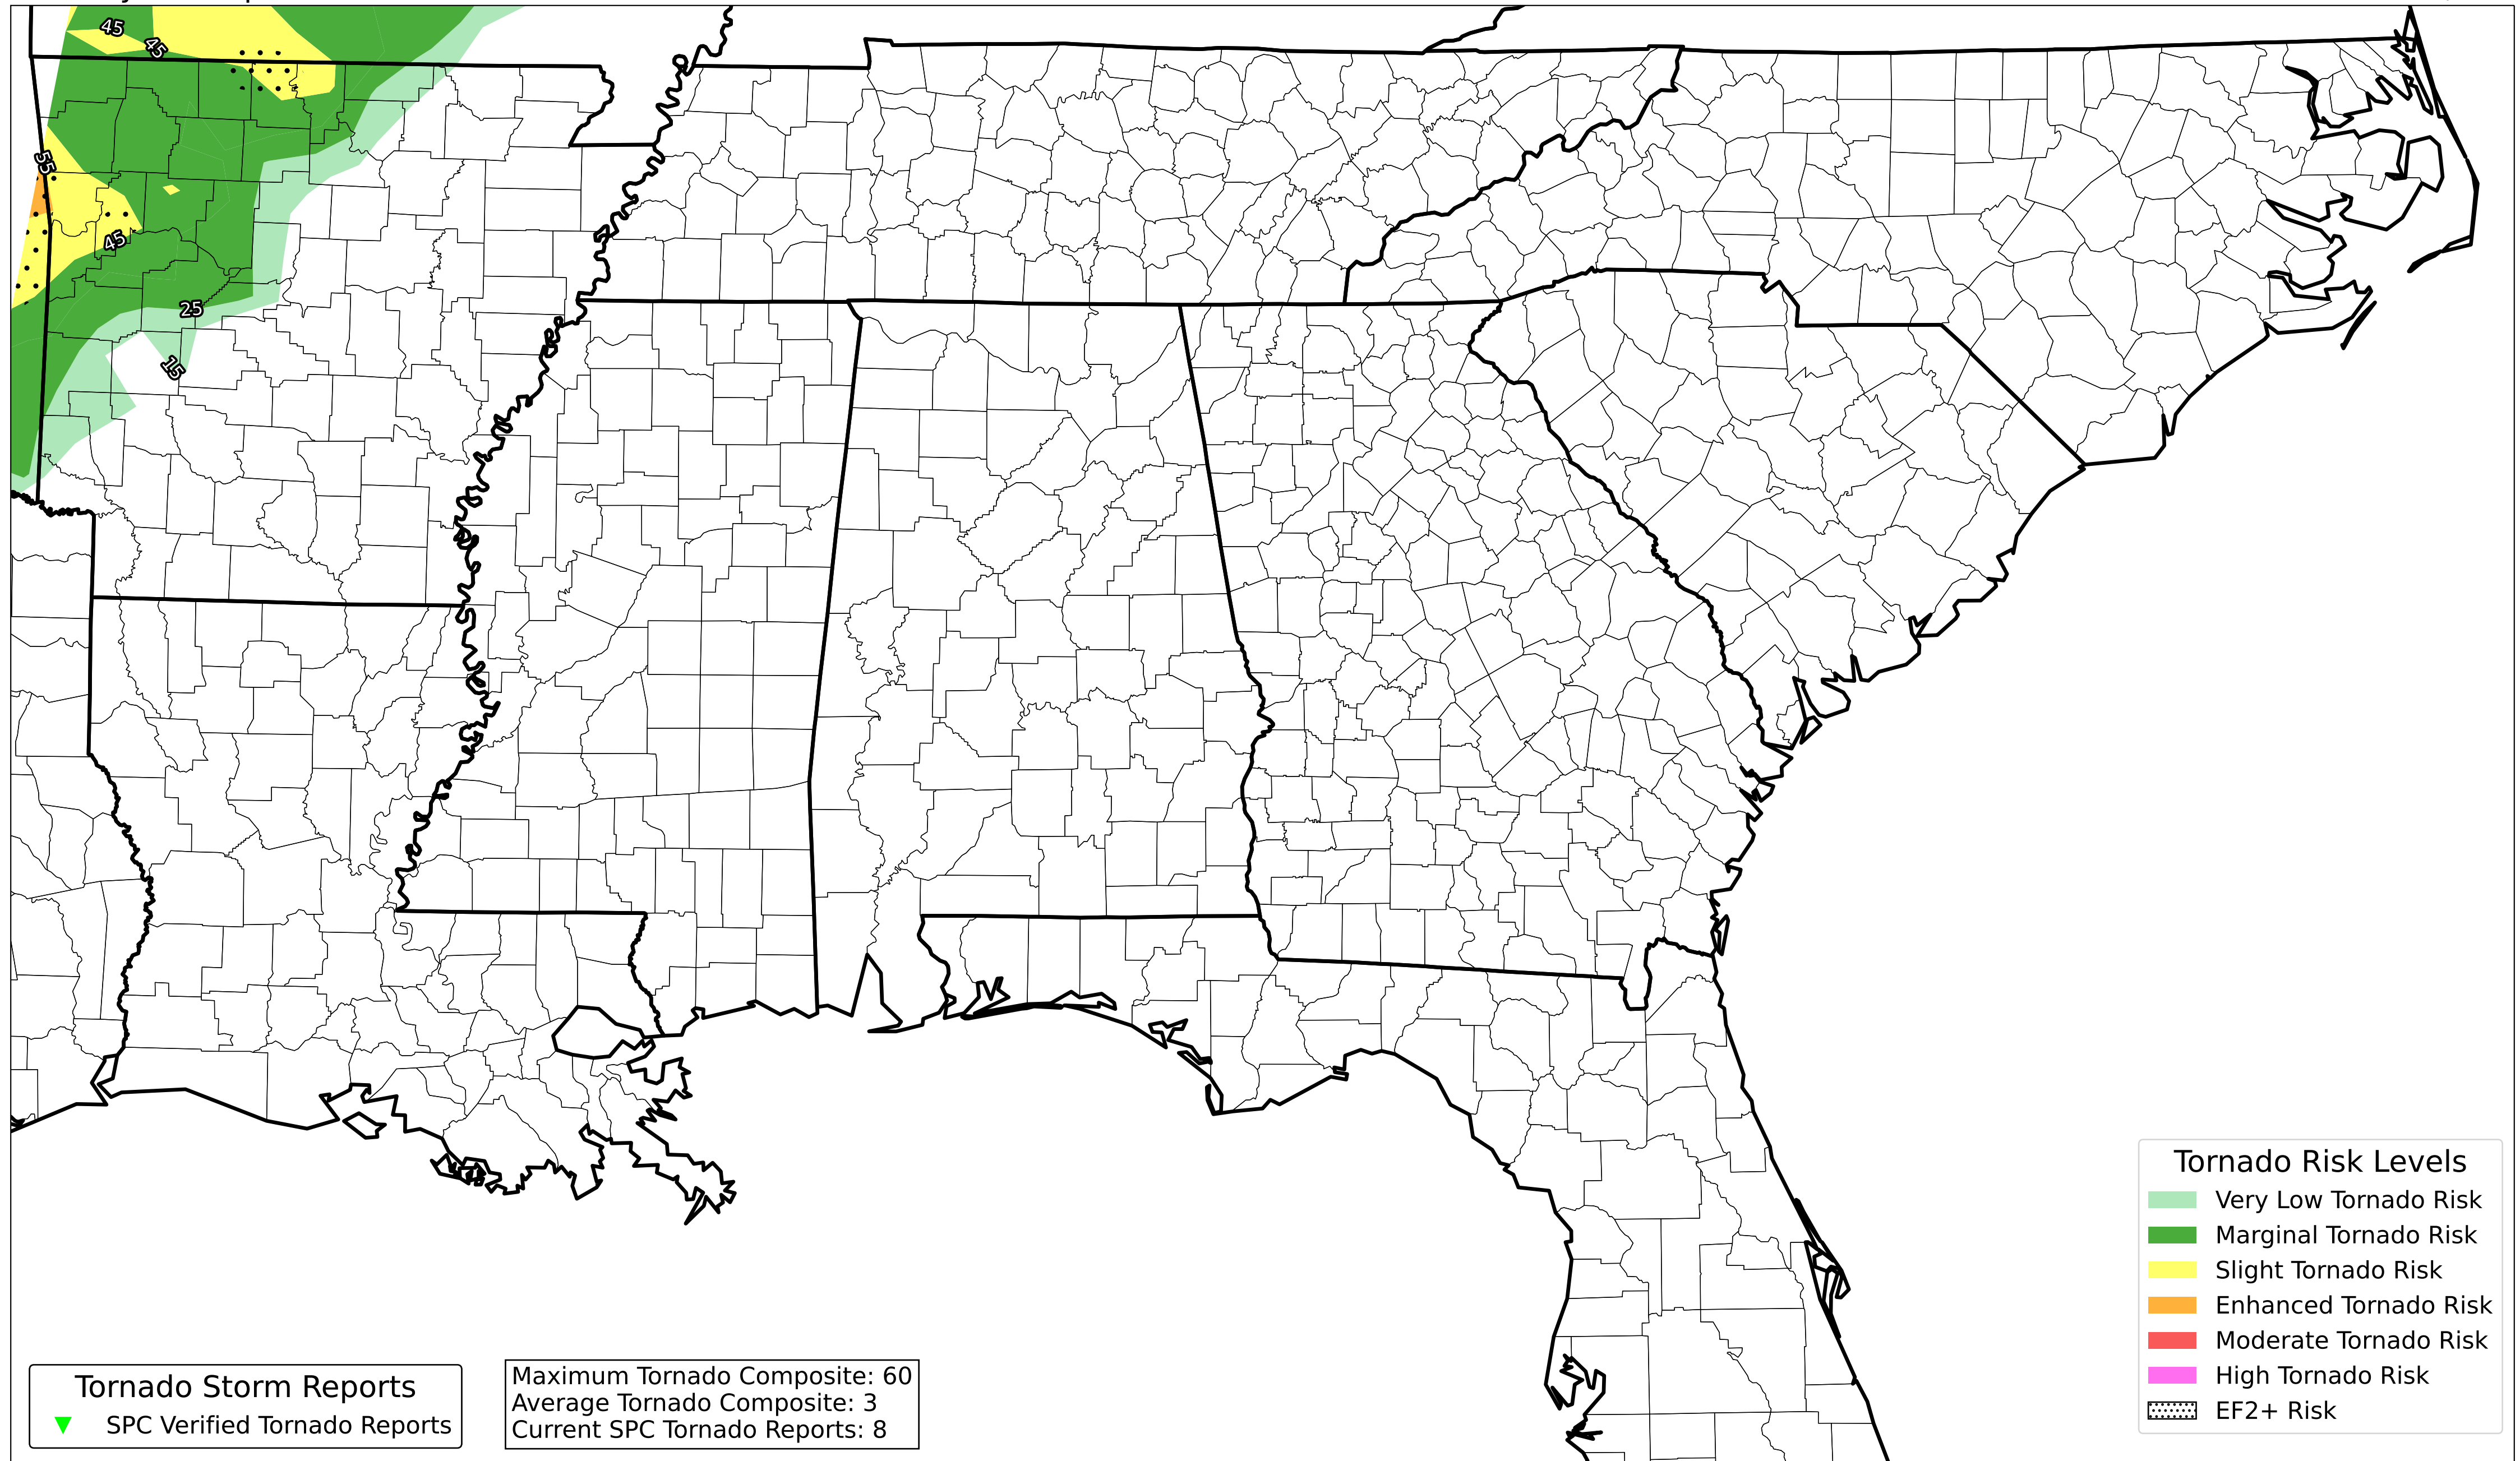 45
45
55
45
25
15
Tornado Risk Levels
Very Low Tornado Risk
Marginal Tornado Risk
Slight Tornado Risk
Enhanced Tornado Risk
Moderate Tornado Risk
High Tornado Risk
EF2+ Risk
Tornado Storm Reports
SPC Verified Tornado Reports
Maximum Tornado Composite: 60
Average Tornado Composite: 3
Current SPC Tornado Reports: 8